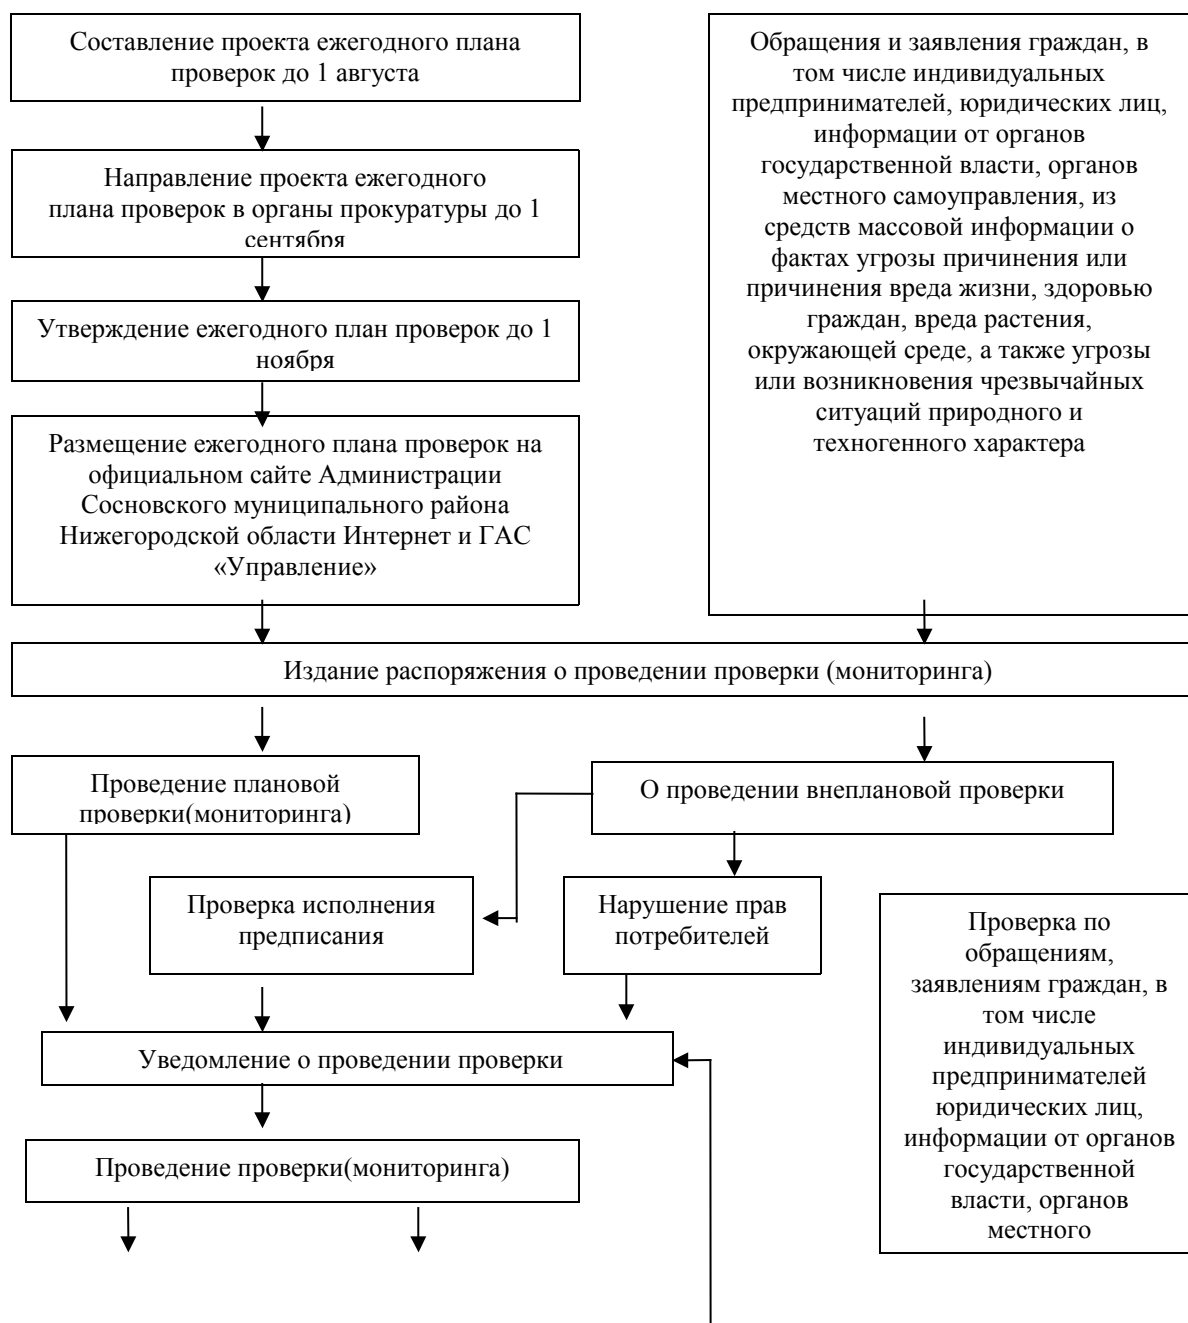 Составление проекта ежегодного плана
проверок до 1 августа
Направление проекта ежегодного
плана проверок в органы прокуратуры до 1
сентября
Утверждение ежегодного план проверок до 1
ноября
Размещение ежегодного плана проверок на
официальном сайте Администрации
Сосновского муниципального района
Нижегородской области Интернет и ГАС
«Управление»
Обращения и заявления граждан, в
том числе индивидуальных
предпринимателей, юридических лиц,
информации от органов
государственной власти, органов
местного самоуправления, из
средств массовой информации о
фактах угрозы причинения или
причинения вреда жизни, здоровью
граждан, вреда растения,
окружающей среде, а также угрозы
или возникновения чрезвычайных
ситуаций природного и
техногенного характера
Издание распоряжения о проведении проверки (мониторинга)
Проведение плановой
проверки(мониторинга)
О проведении внеплановой проверки
Проверка исполнения
предписания
Нарушение прав
потребителей
Проверка по
обращениям,
заявлениям граждан, в
том числе
индивидуальных
предпринимателей
юридических лиц,
информации от органов
государственной
власти, органов
местного
Уведомление о проведении проверки
Проведение проверки(мониторинга)